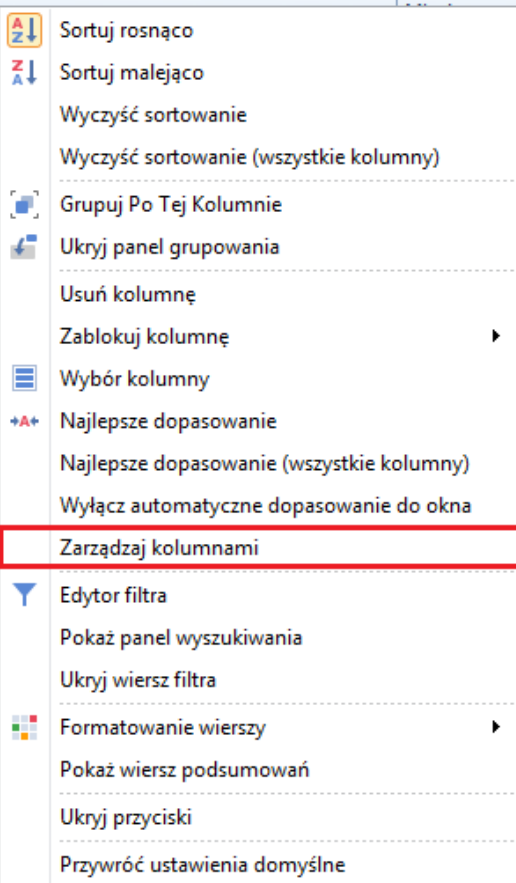 Sortuj rosnąco
Sortuj malejąco
Wyczyść sortowanie
Wyczyść sortowanie (wszystkie kolumny)
Grupuj Po Tej Kolumnie
Ukryj panel grupowania
Usuń kolumnę
Zablokuj kolumnę
Wybór kolumny
Najlepsze dopasowanie
Najlepsze dopasowanie (wszystkie kolumny)
Wyłącz automatyczne dopasowanie do okna
Zarządzaj kolumnami
Edytor filtra
Pokaż panel wyszukiwania
Ukryj wiersz filtra
Formatowanie wierszy
Pokaż wiersz podsumowań
Ukryj przyciski
Przywróć ustawienia domyślne